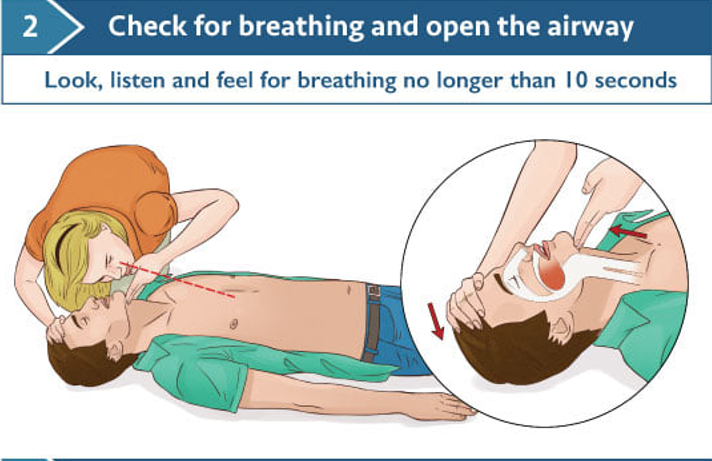 2
Check for breathing and open the airway
Look, listen and feel for breathing no longer than 10 seconds